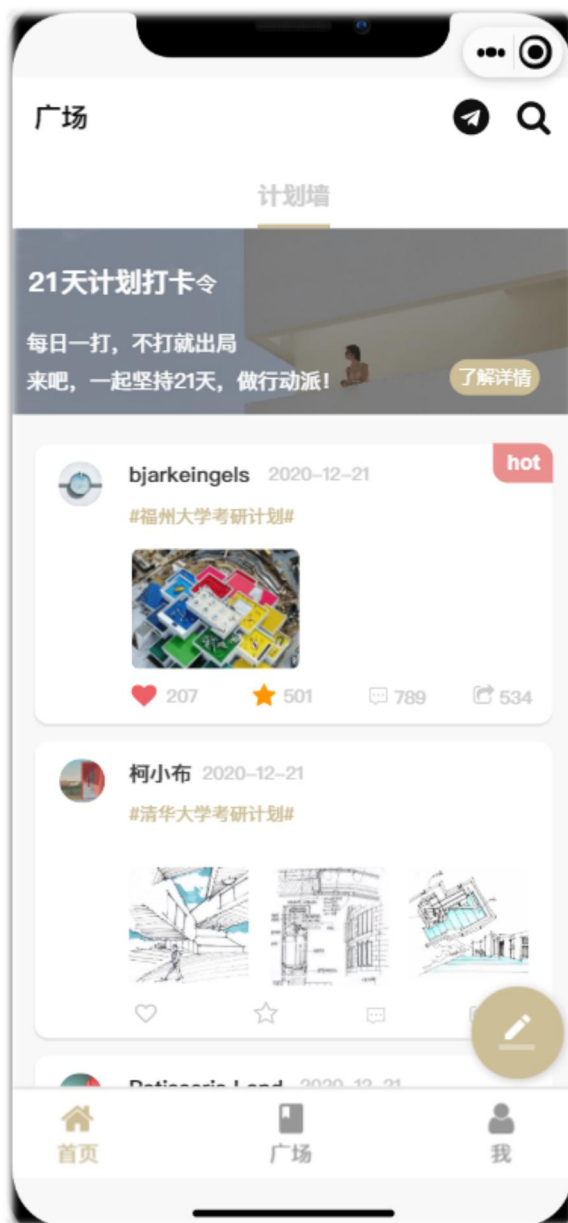 广场
计划墙
21天计划打卡令
每日一打，不打就出局
来吧，一起坚持21天，做行动派！
了解详情
hot
bjarkeingels 2020-12-21
#福州大学考研计划#
207 501 789 534
柯小布 2020-12-21
#清华大学考研计划#
2020-12-21
首页 广场 我